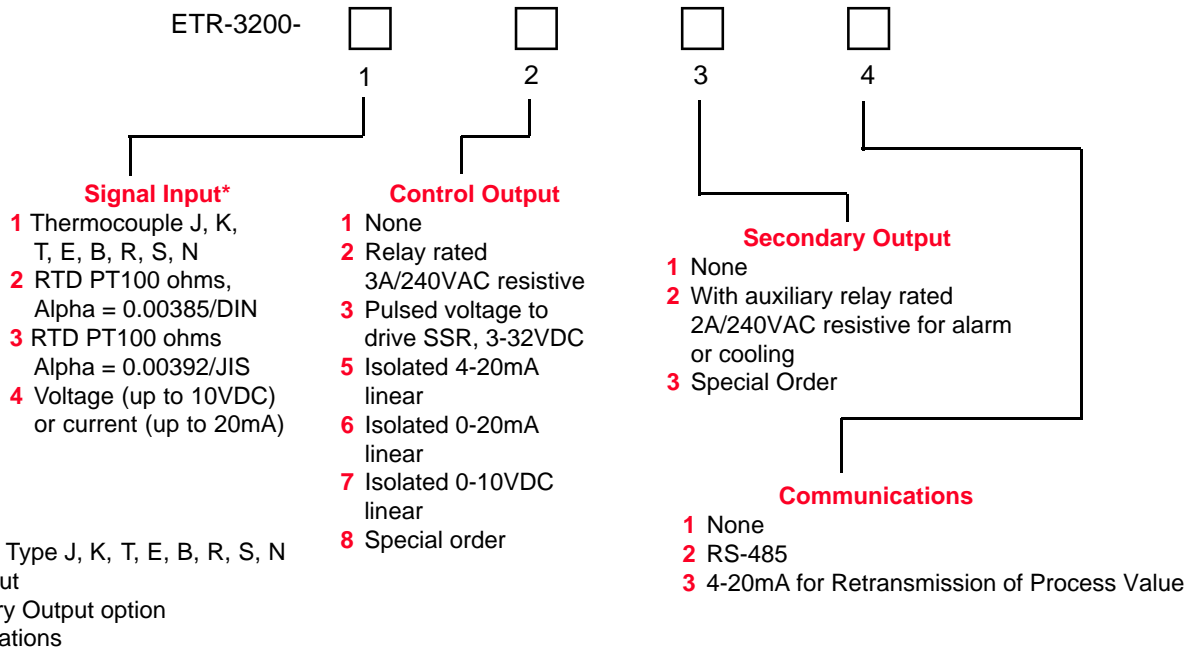 ETR-3200-
1 2 3 4
Signal Input*
1 Thermocouple J, K,
T, E, B, R, S, N
2 RTD PT100 ohms,
Alpha = 0.00385/DIN
3 RTD PT100 ohms
Alpha = 0.00392/JIS
4 Voltage (up to 10VDC)
or current (up to 20mA)
Control Output
1 None
2 Relay rated
3A/240VAC resistive
3 Pulsed voltage to
drive SSR, 3-32VDC
5 Isolated 4-20mA
linear
6 Isolated 0-20mA
linear
7 Isolated 0-10VDC
linear
8 Special order
Secondary Output
1 None
2 With auxiliary relay rated
2A/240VAC resistive for alarm
or cooling
3 Special Order
Communications
1 None
2 RS-485
3 4-20mA for Retransmission of Process Value
Type J, K, T, E, B, R, S, N
Output option